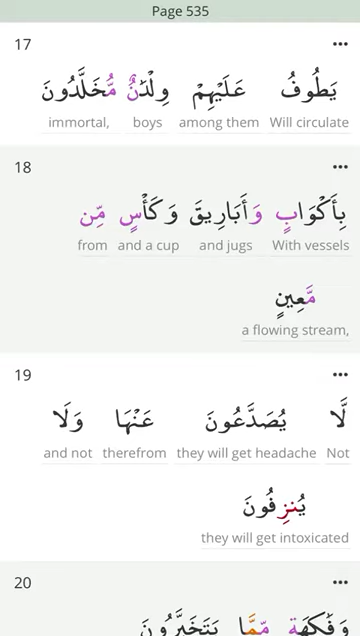 Page 535
17
•••
يَطُوفُ عَلَيْهِمْ وِلْدَٰنٌ مُّخَلَّدُونَ
Will circulate among them boys immortal,
18
•••
بِأَكْوَابٍ وَأَبَارِيقَ وَكَأْسٍ مِّن
With vessels and jugs and a cup from
مَّعِينٍ
a flowing stream,
19
•••
لَّا يُصَدَّعُونَ عَنْهَا وَلَا
Not they will get headache therefrom and not
يُنزِفُونَ
they will get intoxicated
20
•••
وَفَٰكِهَةٍ مِّمَّا يَتَخَيَّرُونَ